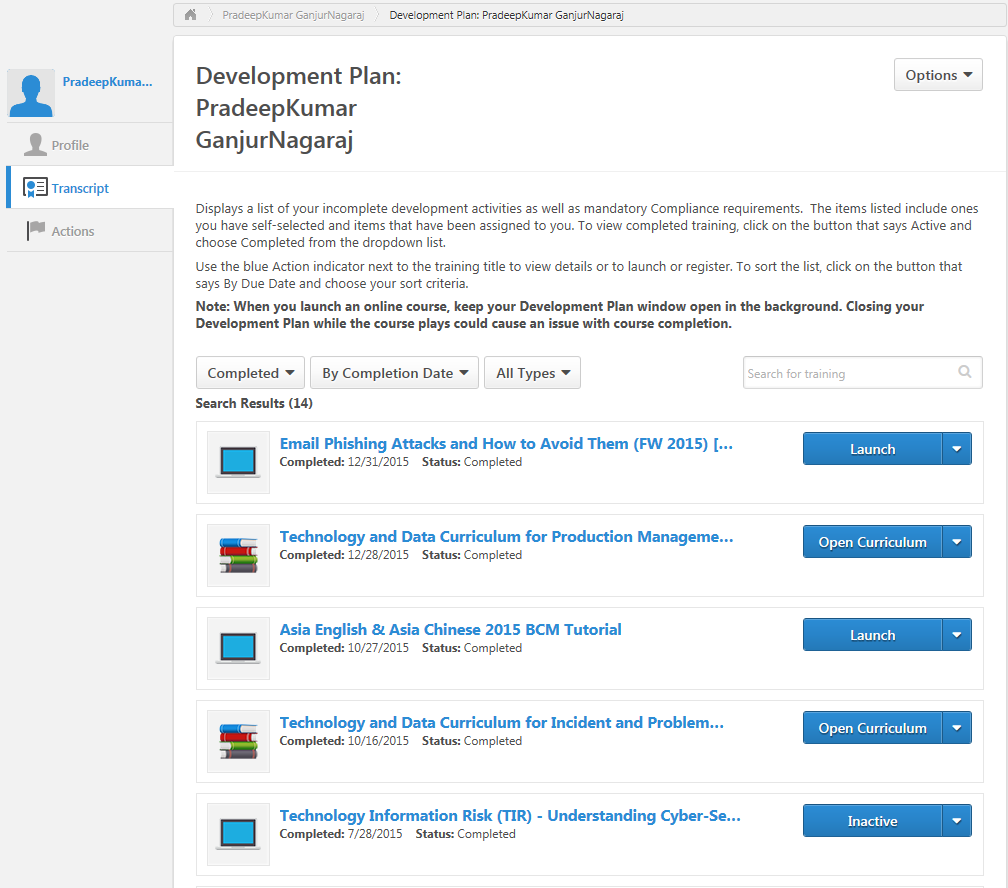 PradeepKumar GanjurNagaraj
Development Plan: PradeepKumar GanjurNagaraj
PradeepKuma...
Profile
Transcript
Actions
Development Plan:
PradeepKumar
GanjurNagaraj
Options
Displays a list of your incomplete development activities as well as mandatory Compliance requirements.  The items listed include ones
you have self-selected and items that have been assigned to you. To view completed training, click on the button that says Active and
choose Completed from the dropdown list.
Use the blue Action indicator next to the training title to view details or to launch or register. To sort the list, click on the button that
says By Due Date and choose your sort criteria.
Note: When you launch an online course, keep your Development Plan window open in the background. Closing your
Development Plan while the course plays could cause an issue with course completion.
Completed
By Completion Date
All Types
Search for training
Search Results (14)
Email Phishing Attacks and How to Avoid Them (FW 2015) [...
Completed: 12/31/2015 Status: Completed
Launch
Technology and Data Curriculum for Production Manageme...
Completed: 12/28/2015 Status: Completed
Open Curriculum
Asia English & Asia Chinese 2015 BCM Tutorial
Completed: 10/27/2015 Status: Completed
Launch
Technology and Data Curriculum for Incident and Problem...
Completed: 10/16/2015 Status: Completed
Open Curriculum
Technology Information Risk (TIR) - Understanding Cyber-Se...
Completed: 7/28/2015 Status: Completed
Inactive